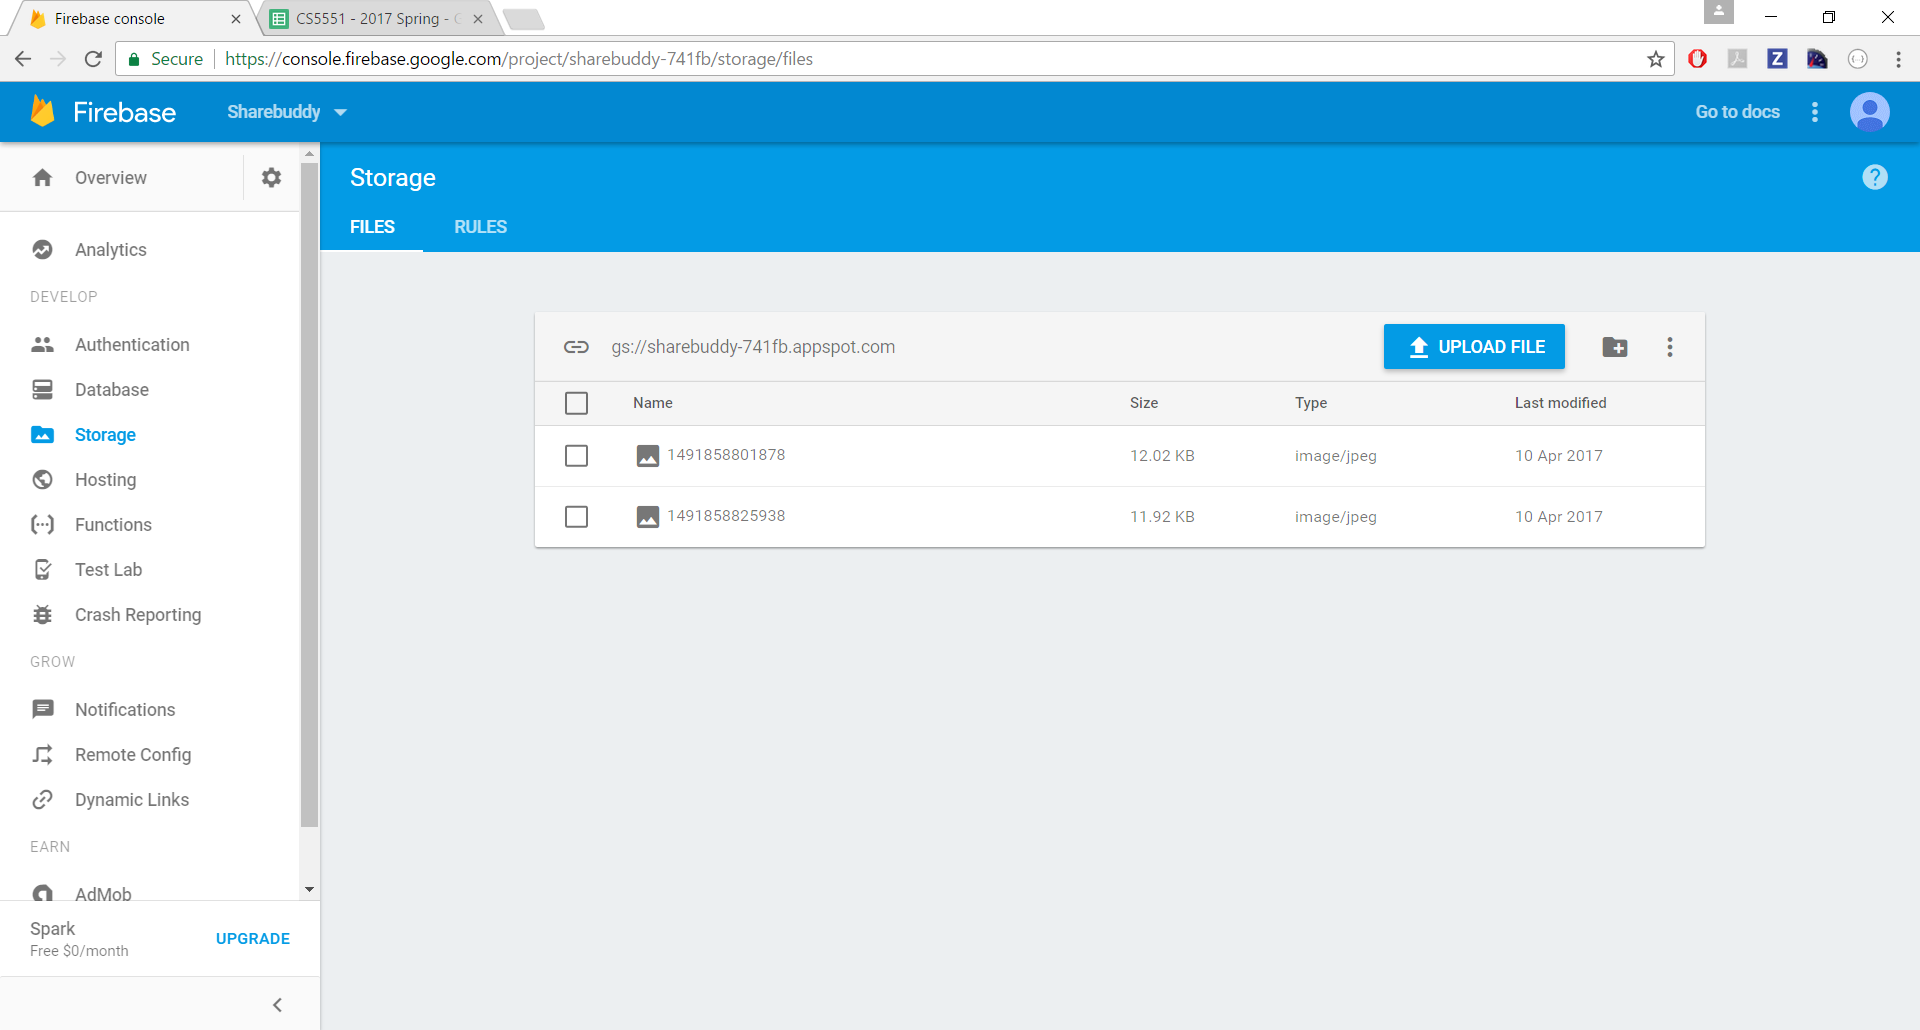 Firebase console
CS5551 - 2017 Spring -
Secure
https://console.firebase.google.com/project/sharebuddy-741fb/storage/files
Firebase
Sharebuddy
Go to docs
Overview
Storage
?
FILES
RULES
Analytics
DEVELOP
Authentication
Database
Storage
Hosting
Functions
Test Lab
Crash Reporting
GROW
Notifications
Remote Config
Dynamic Links
EARN
AdMob
Spark
Free $0/month
UPGRADE
gs://sharebuddy-741fb.appspot.com
UPLOAD FILE
Name Size Type Last modified
1491858801878 12.02 KB image/jpeg 10 Apr 2017
1491858825938 11.92 KB image/jpeg 10 Apr 2017
Z